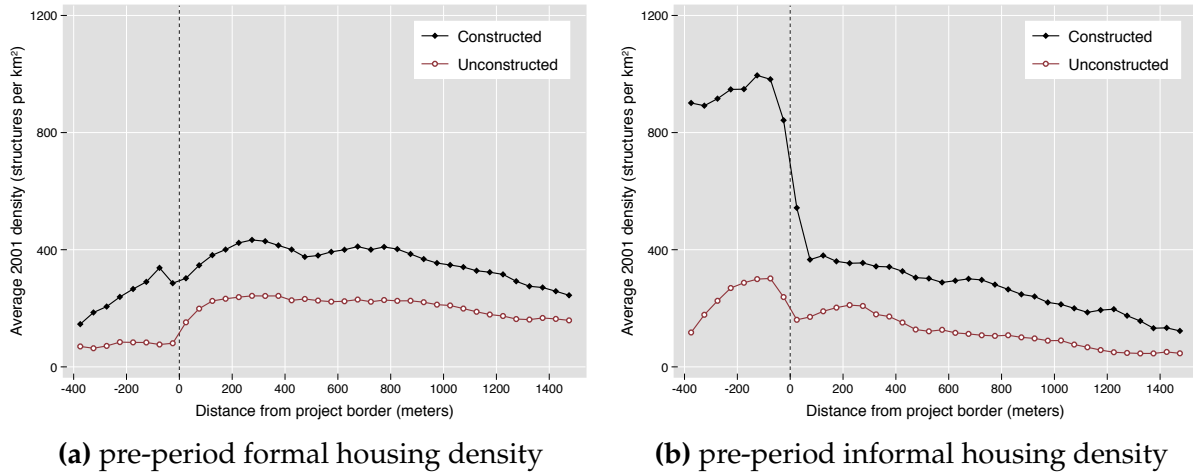 Average 2001 density (structures per km²)
1200
800
400
0
Constructed
Unconstructed
-400 -200 0 200 400 600 800 1000 1200 1400
Distance from project border (meters)
(a) pre-period formal housing density
Average 2001 density (structures per km²)
1200
800
400
0
Constructed
Unconstructed
-400 -200 0 200 400 600 800 1000 1200 1400
Distance from project border (meters)
(b) pre-period informal housing density